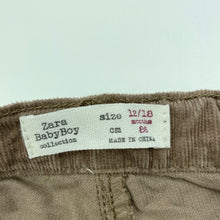 Zara
BabyBoy
collection
size 12/18
months
cm 86
MADE IN CHINA